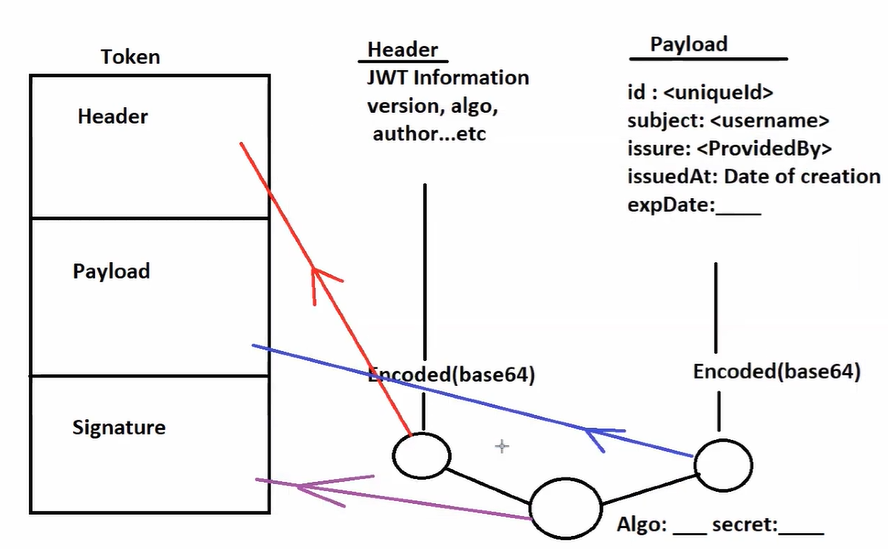 Token
Header
Payload
Signature
Header
JWT Information
version, algo,
author...etc
Encoded(base64)
Payload
id : <uniqueId>
subject: <username>
issure: <ProvidedBy>
issuedAt: Date of creation
expDate:____
Encoded(base64)
Algo: ___ secret:____